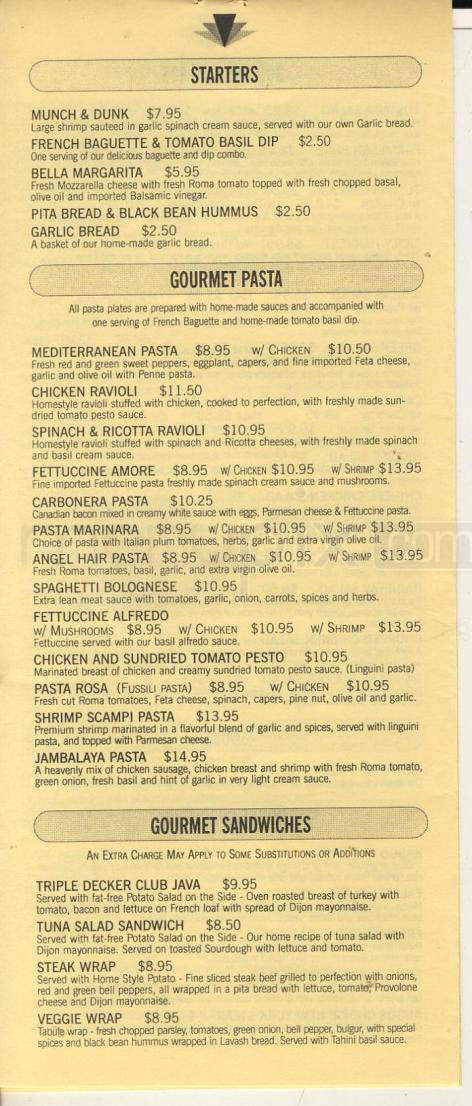 STARTERS
MUNCH & DUNK $7.95
Large shrimp sauteed in garlic spinach cream sauce, served with our own Garlic bread.
FRENCH BAGUETTE & TOMATO BASIL DIP $2.50
One serving of our delicious baguette and dip combo.
BELLA MARGARITA $5.95
Fresh Mozzarella cheese with fresh Roma tomato topped with fresh chopped basal,
olive oil and imported Balsamic vinegar.
PITA BREAD & BLACK BEAN HUMMUS $2.50
GARLIC BREAD $2.50
A basket of our home-made garlic bread.
GOURMET PASTA
All pasta plates are prepared with home-made sauces and accompanied with
one serving of French Baguette and home-made tomato basil dip.
MEDITERRANEAN PASTA $8.95 W/ CHICKEN $10.50
Fresh red and green sweet peppers, eggplant, capers, and fine imported Feta cheese,
garlic and olive oil with Penne pasta.
CHICKEN RAVIOLI $11.50
Homestyle ravioli stuffed with chicken, cooked to perfection, with freshly made sun-
dried tomato pesto sauce.
SPINACH & RICOTTA RAVIOLI $10.95
Homestyle ravioli stuffed with spinach and Ricotta cheeses, with freshly made spinach
and basil cream sauce.
FETTUCCINE AMORE $8.95 W/ CHICKEN $10.95 W/ SHRIMP $13.95
Fine imported Fettuccine pasta freshly made spinach cream sauce and mushrooms.
CARBONERA PASTA $10.25
Canadian bacon mixed in creamy white sauce with eggs, Parmesan cheese & Fettuccine pasta.
PASTA MARINARA $8.95 W/ CHICKEN $10.95 W/ SHRIMP $13.95
Choice of pasta with Italian plum tomatoes, herbs, garlic and extra virgin olive oil.
ANGEL HAIR PASTA $8.95 W/ CHICKEN $10.95 W/ SHRIMP $13.95
Fresh Roma tomatoes, basil, garlic, and extra virgin olive oil.
SPAGHETTI BOLOGNESE $10.95
Extra lean meat sauce with tomatoes, garlic, onion, carrots, spices and herbs.
FETTUCCINE ALFREDO
W/ MUSHROOMS $8.95 W/ CHICKEN $10.95 W/ SHRIMP $13.95
Fettuccine served with our basil alfredo sauce.
CHICKEN AND SUNDRIED TOMATO PESTO $10.95
Marinated breast of chicken and creamy sundried tomato pesto sauce. (Linguini pasta)
PASTA ROSA (FUSSILI PASTA) $8.95 W/ CHICKEN $10.95
Fresh cut Roma tomatoes, Feta cheese, spinach, capers, pine nut, olive oil and garlic.
SHRIMP SCAMPI PASTA $13.95
Premium shrimp marinated in a flavorful blend of garlic and spices, served with linguini
pasta, and topped with Parmesan cheese.
JAMBALAYA PASTA $14.95
A heavenly mix of chicken sausage, chicken breast and shrimp with fresh Roma tomato,
green onion, fresh basil and hint of garlic in very light cream sauce.
GOURMET SANDWICHES
AN EXTRA CHARGE MAY APPLY TO SOME SUBSTITUTIONS OR ADDITIONS
TRIPLE DECKER CLUB JAVA $9.95
Served with fat-free Potato Salad on the Side - Oven roasted breast of turkey with
tomato, bacon and lettuce on French loaf with spread of Dijon mayonnaise.
TUNA SALAD SANDWICH $8.50
Served with fat-free Potato Salad on the Side - Our home recipe of tuna salad with
Dijon mayonnaise. Served on toasted Sourdough with lettuce and tomato.
STEAK WRAP $8.95
Served with Home Style Potato - Fine sliced steak beef grilled to perfection with onions,
red and green bell peppers, all wrapped in a pita bread with lettuce, tomato, Provolone
cheese and Dijon mayonnaise.
VEGGIE WRAP $8.95
Tabule wrap - fresh chopped parsley, tomatoes, green onion, bell pepper, bulgur, with special
spices and black bean hummus wrapped in Lavash bread. Served with Tahini basil sauce.